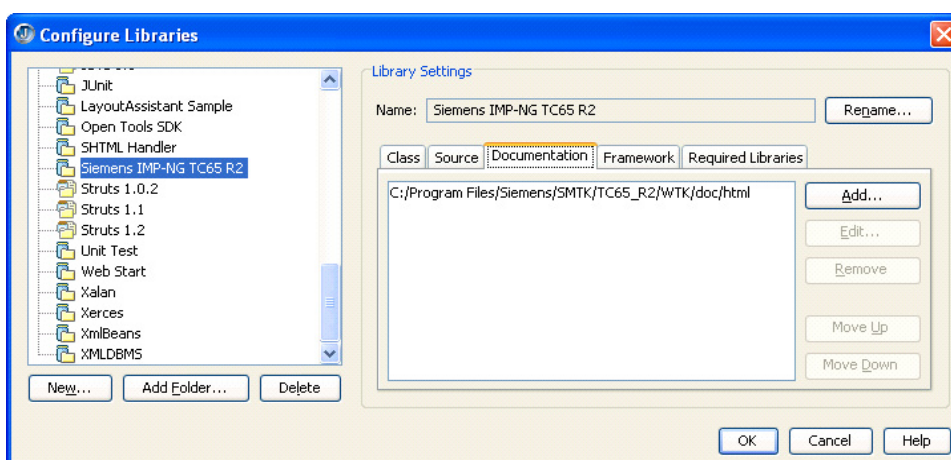 Configure Libraries
JUnit
LayoutAssistant Sample
Open Tools SDK
SHTML Handler
Siemens IMP-NG TC65 R2
Struts 1.0.2
Struts 1.1
Struts 1.2
Unit Test
Web Start
Xalan
Xerces
XmlBeans
XMLDBMS
New...
Add Folder...
Delete
Library Settings
Name: Siemens IMP-NG TC65 R2 Rename...
Class Source Documentation Framework Required Libraries
C:/Program Files/Siemens/SMTK/TC65_R2/WTK/doc/html
Add...
Edit...
Remove
Move Up
Move Down
OK Cancel Help